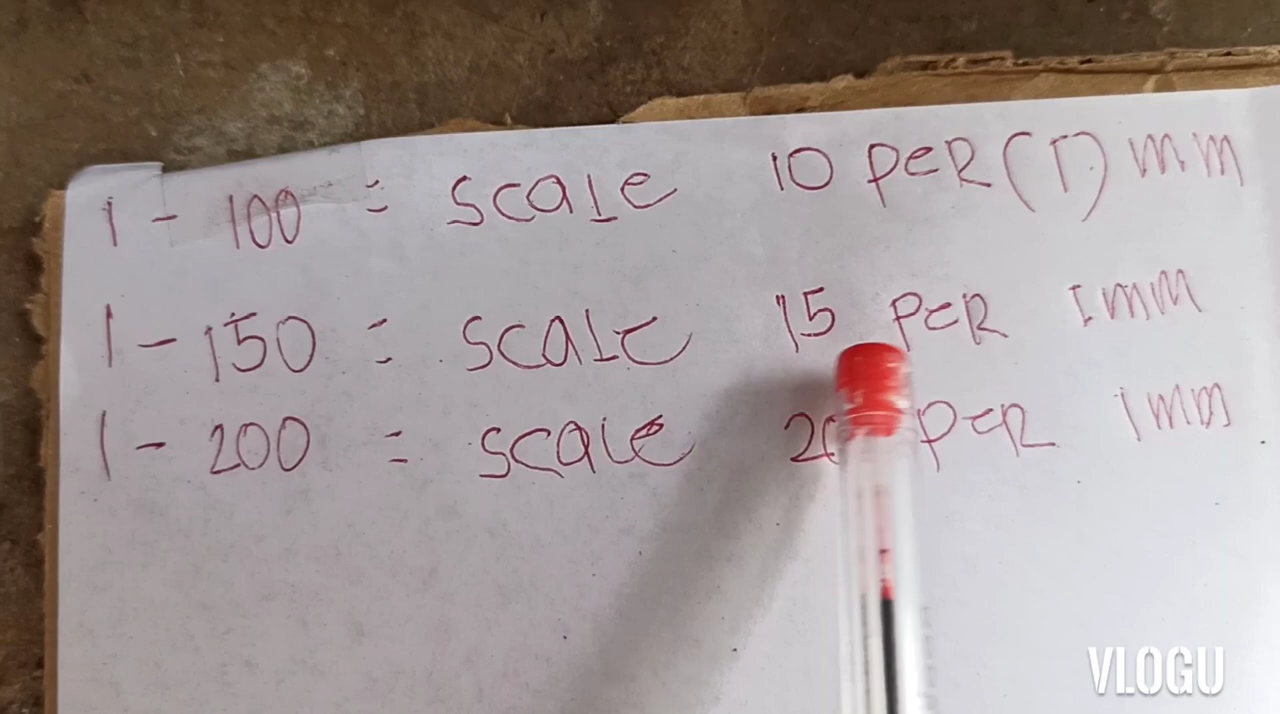 1 - 100 = scale 10 PeR (1) mm
1 - 150 = scale 15 PeR 1mm
1 - 200 = scale PeR 1mm
VLOGU